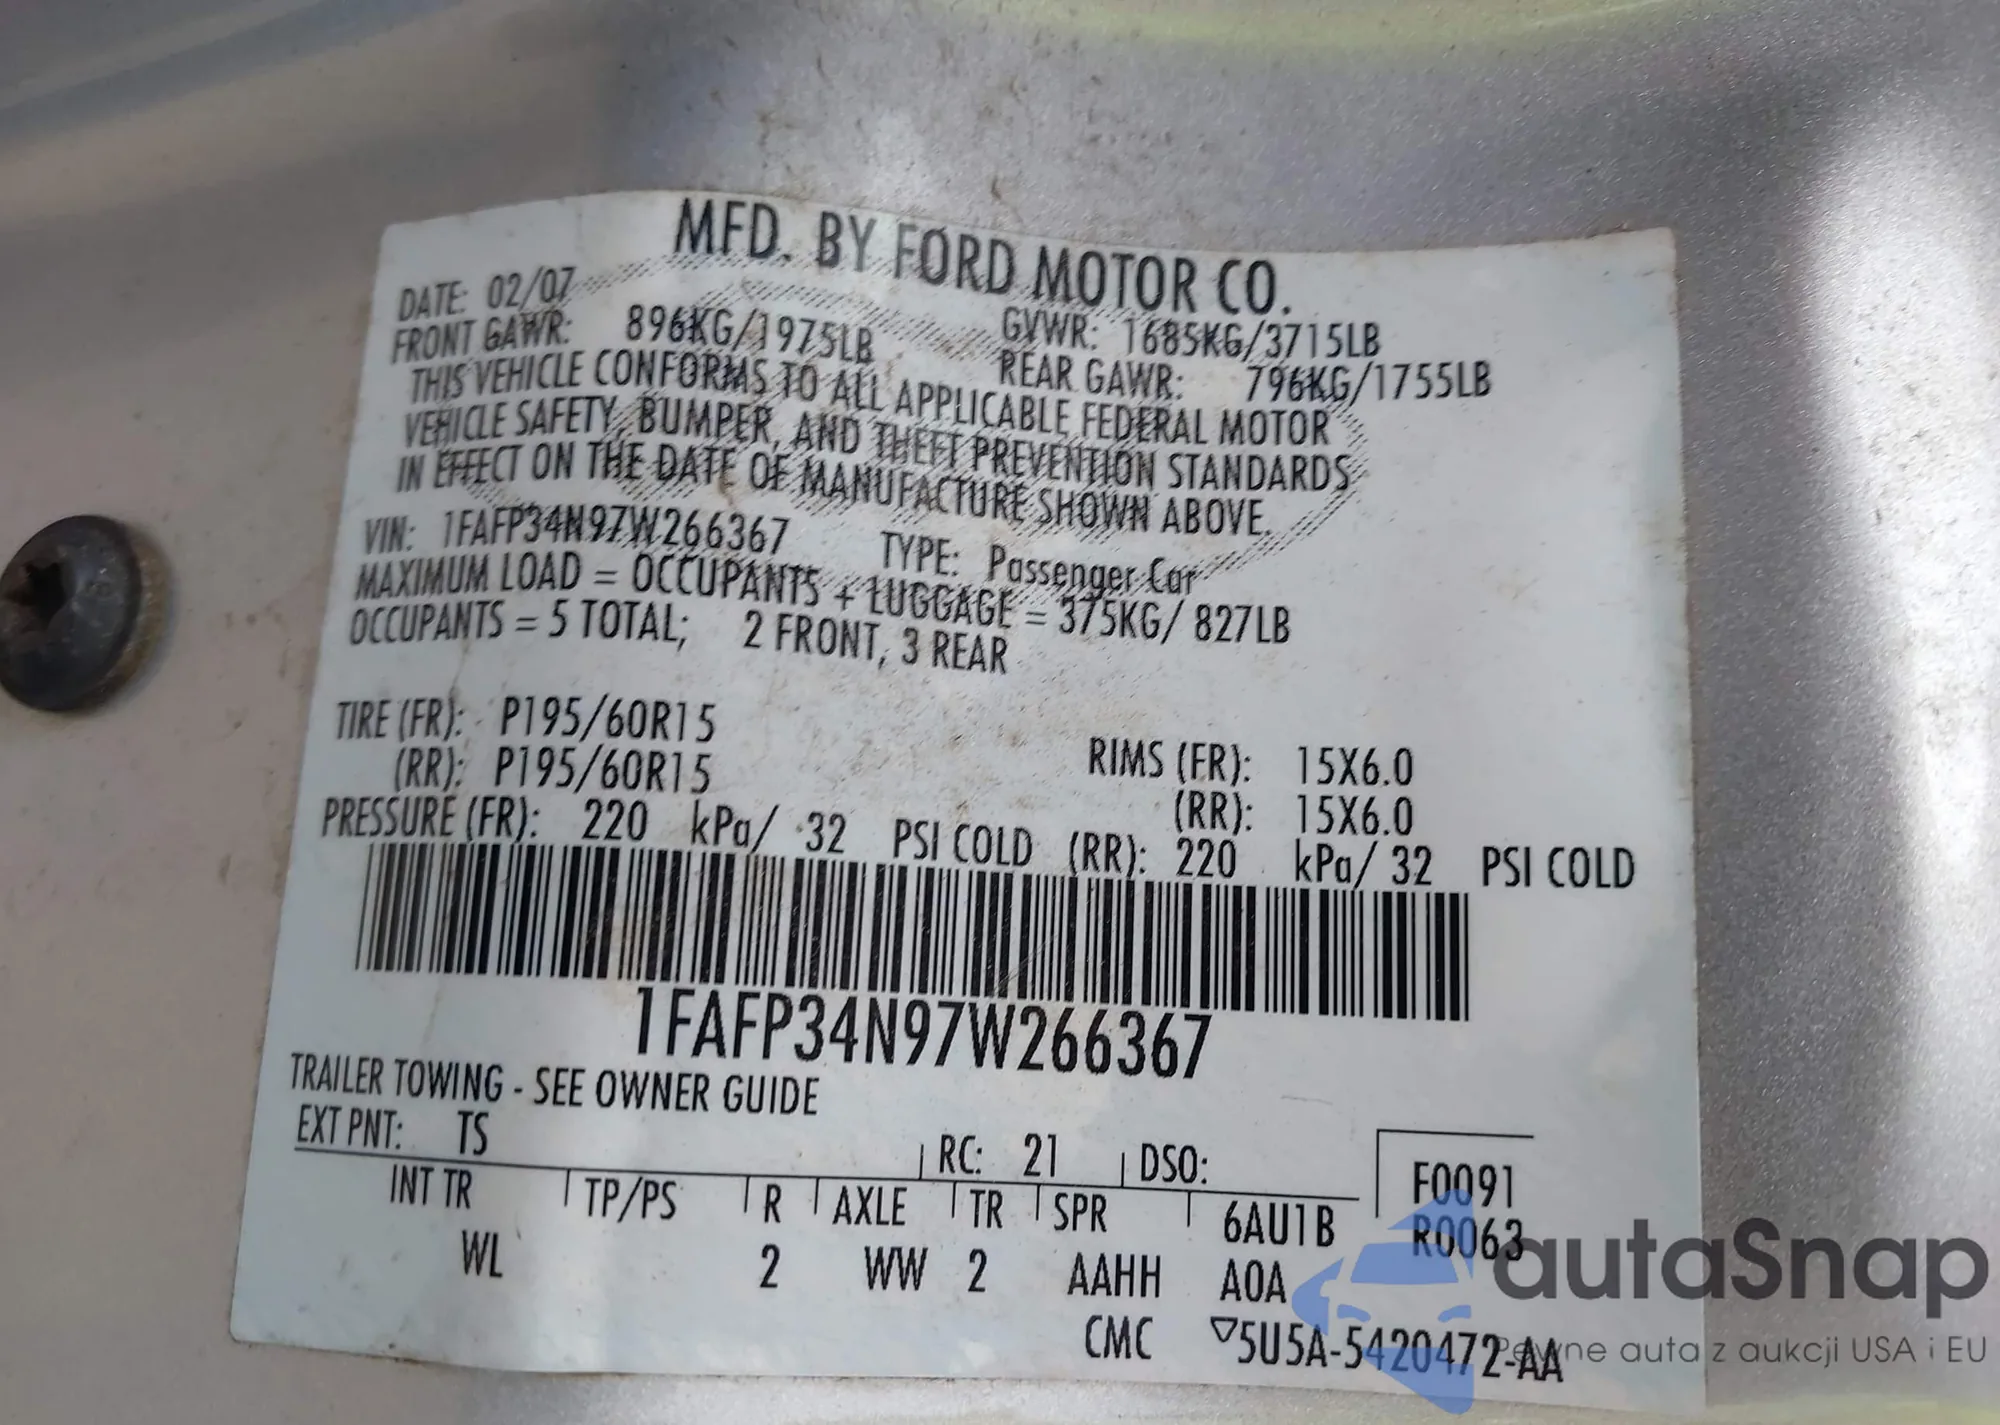 MFD. BY FORD MOTOR CO.
DATE: 02/07 GVWR: 1685KG/3715LB
FRONT GAWR: 896KG/1975LB REAR GAWR: 796KG/1755LB
THIS VEHICLE CONFORMS TO ALL APPLICABLE FEDERAL MOTOR
VEHICLE SAFETY, BUMPER, AND THEFT PREVENTION STANDARDS
IN EFFECT ON THE DATE OF MANUFACTURE SHOWN ABOVE.
VIN: 1FAFP34N97W266367 TYPE: Passenger Car
MAXIMUM LOAD = OCCUPANTS + LUGGAGE = 375KG/ 827LB
OCCUPANTS = 5 TOTAL; 2 FRONT, 3 REAR
TIRE (FR): P195/60R15 RIMS (FR): 15X6.0
(RR): P195/60R15 (RR): 15X6.0
PRESSURE (FR): 220 kPa/ 32 PSI COLD (RR): 220 kPa/ 32 PSI COLD
1FAFP34N97W266367
TRAILER TOWING - SEE OWNER GUIDE
EXT PNT: TS RC: 21 DSO: F0091
INT TR TP/PS R AXLE TR SPR 6AU1B R0063
WL 2 WW 2 AAHH A0A
CMC ▽5U5A-5420472-AA
autaSnap
Pewne auta z aukcji USA i EU